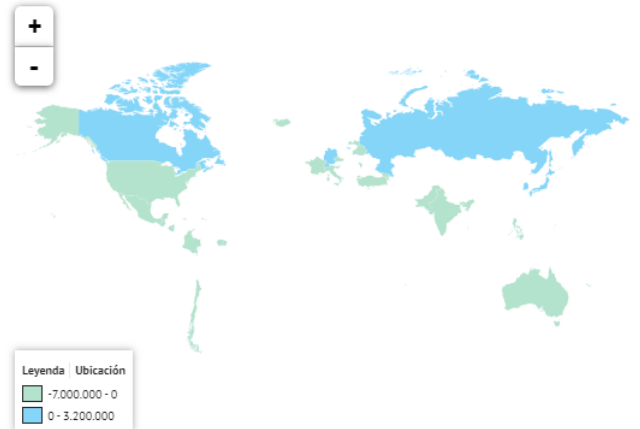 +
-
Leyenda Ubicación
-7.000.000 - 0
0 - 3.200.000